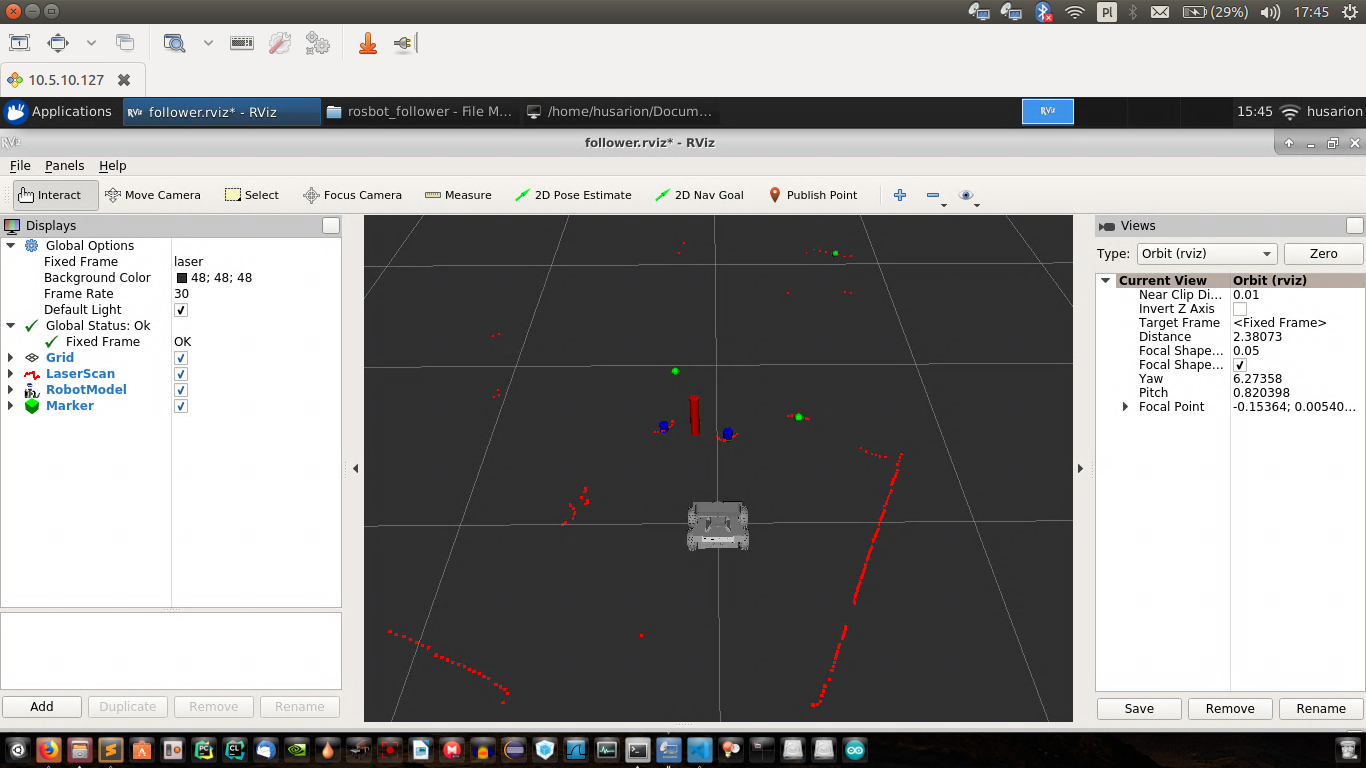 Pl
(29%)
17:45
10.5.10.127
Applications
RViz
follower.rviz* - RViz
rosbot_follower - File M...
/home/husarion/Docum...
RViz
15:45
husarion
RViz
follower.rviz* - RViz
File
Panels
Help
Interact
Move Camera
Select
Focus Camera
Measure
2D Pose Estimate
2D Nav Goal
Publish Point
Displays
Global Options
Fixed Frame laser
Background Color 48; 48; 48
Frame Rate 30
Default Light
Global Status: Ok
Fixed Frame OK
Grid
LaserScan
RobotModel
Marker
Add
Duplicate
Remove
Rename
Views
Type: Orbit (rviz) Zero
Current View Orbit (rviz)
Near Clip Di... 0.01
Invert Z Axis
Target Frame <Fixed Frame>
Distance 2.38073
Focal Shape... 0.05
Focal Shape...
Yaw 6.27358
Pitch 0.820398
Focal Point -0.15364; 0.00540...
Save
Remove
Rename